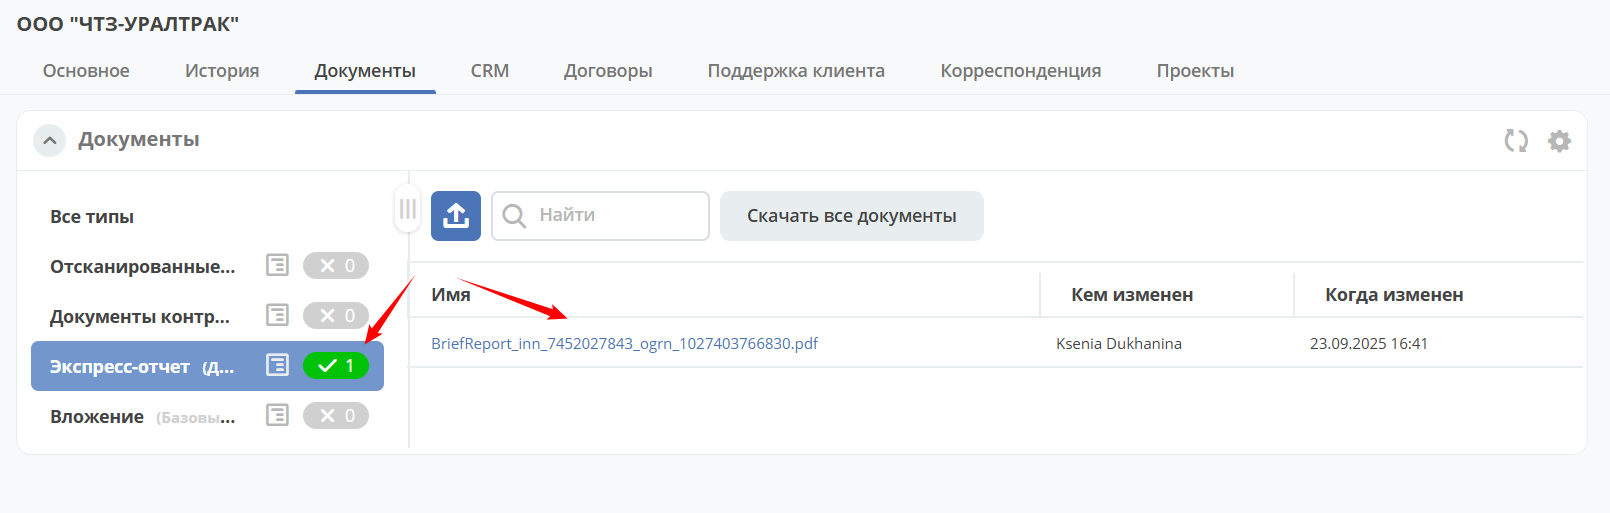 ООО "ЧТЗ-УРАЛТРАК"
Основное История Документы CRM Договоры Поддержка клиента Корреспонденция Проекты
Документы
Все типы
Отсканированные... 0
Документы контр... 0
Экспресс-отчет (Д... 1
Вложение (Базовы... 0
Найти Скачать все документы
Имя Кем изменен Когда изменен
BriefReport_inn_7452027843_ogrn_1027403766830.pdf Ksenia Dukhanina 23.09.2025 16:41